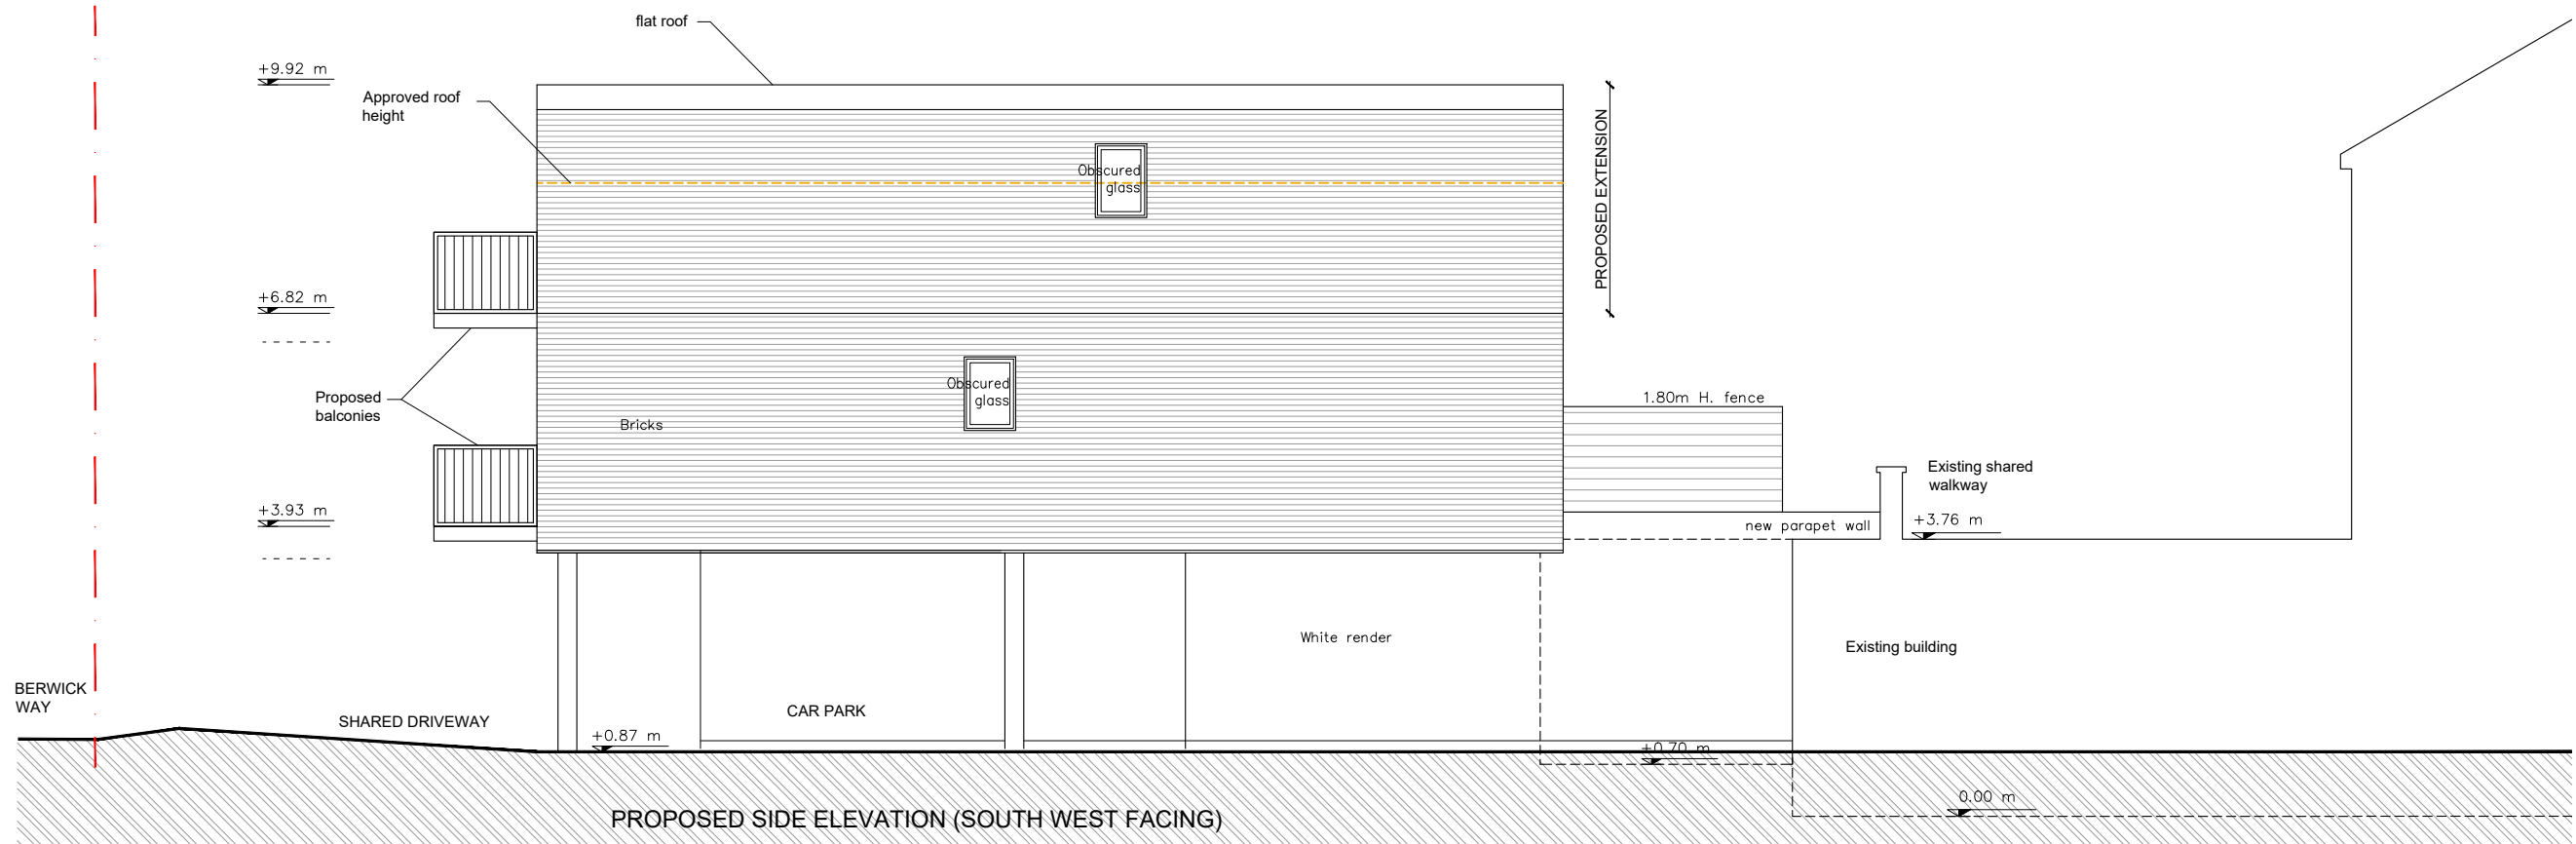 flat roof
+9.92 m
Approved roof
height
PROPOSED EXTENSION
Obscured
glass
+6.82 m
Proposed
balconies
Obscured
glass
Bricks
1.80m H. fence
Existing shared
walkway
+3.93 m
new parapet wall
+3.76 m
White render
Existing building
BERWICK
WAY
SHARED DRIVEWAY
CAR PARK
+0.87 m
+0.70 m
0.00 m
PROPOSED SIDE ELEVATION (SOUTH WEST FACING)